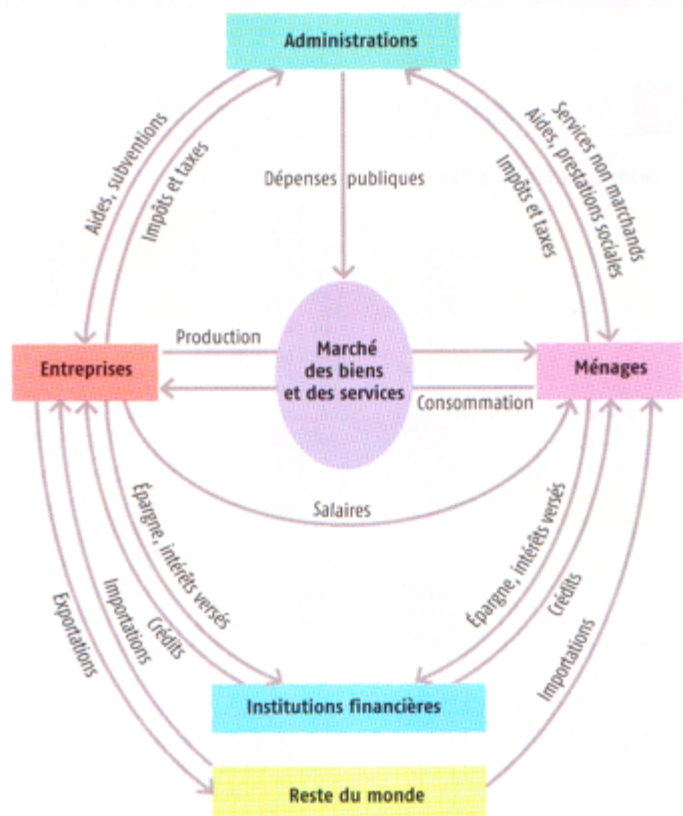 Administrations
Aides, subventions
Impôts et taxes
Dépenses publiques
Impôts et taxes
Services non marchands
Aides, prestations sociales
Production
Entreprises
Marché
des biens
et des services
Ménages
Consommation
Salaires
Exportations
Importations
Crédits
Épargne, intérêts versés
Épargne, intérêts versés
Crédits
Importations
Institutions financières
Reste du monde